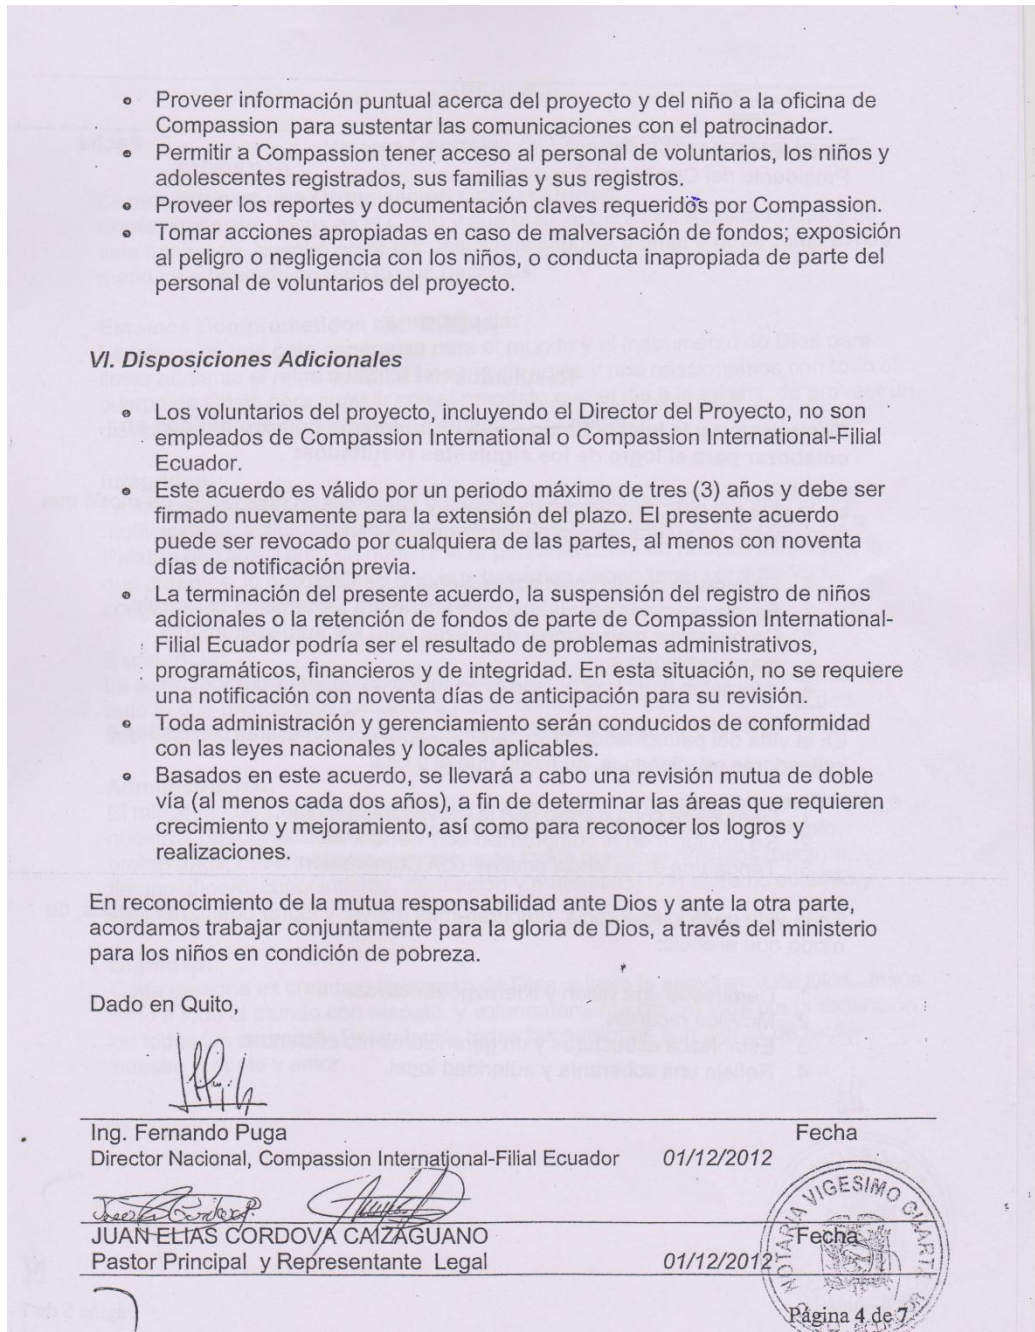 • Proveer información puntual acerca del proyecto y del niño a la oficina de
Compassion para sustentar las comunicaciones con el patrocinador.
• Permitir a Compassion tener acceso al personal de voluntarios, los niños y
adolescentes registrados, sus familias y sus registros.
• Proveer los reportes y documentación claves requeridos por Compassion.
• Tomar acciones apropiadas en caso de malversación de fondos; exposición
al peligro o negligencia con los niños, o conducta inapropiada de parte del
personal de voluntarios del proyecto.
VI. Disposiciones Adicionales
• Los voluntarios del proyecto, incluyendo el Director del Proyecto, no son
empleados de Compassion International o Compassion International-Filial
Ecuador.
• Este acuerdo es válido por un periodo máximo de tres (3) años y debe ser
firmado nuevamente para la extensión del plazo. El presente acuerdo
puede ser revocado por cualquiera de las partes, al menos con noventa
días de notificación previa.
• La terminación del presente acuerdo, la suspensión del registro de niños
adicionales o la retención de fondos de parte de Compassion International-
Filial Ecuador podría ser el resultado de problemas administrativos,
programáticos, financieros y de integridad. En esta situación, no se requiere
una notificación con noventa días de anticipación para su revisión.
• Toda administración y gerenciamiento serán conducidos de conformidad
con las leyes nacionales y locales aplicables.
• Basados en este acuerdo, se llevará a cabo una revisión mutua de doble
vía (al menos cada dos años), a fin de determinar las áreas que requieren
crecimiento y mejoramiento, así como para reconocer los logros y
realizaciones.
En reconocimiento de la mutua responsabilidad ante Dios y ante la otra parte,
acordamos trabajar conjuntamente para la gloria de Dios, a través del ministerio
para los niños en condición de pobreza.
Dado en Quito,
Ing. Fernando Puga Fecha
Director Nacional, Compassion International-Filial Ecuador 01/12/2012
JUAN ELIAS CORDOVA CAIZAGUANO Fecha
Pastor Principal y Representante Legal 01/12/2012
NOTARIA VIGESIMO CUARTA
Página 4 de 7